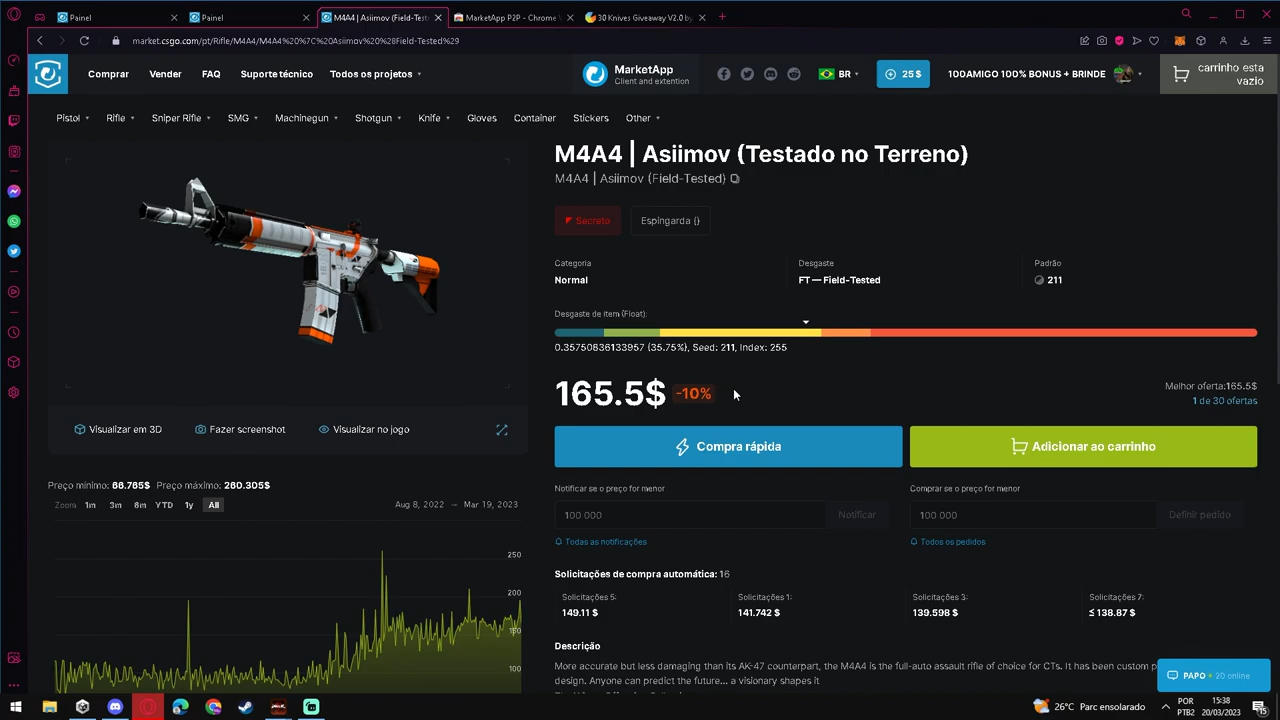 Painel
Painel
M4A4 | Asiimov (Field-Test
MarketApp P2P - Chrome
30 Knives Giveaway V2.0 by
market.csgo.com/pt/Rifle/M4A4/M4A4%20%7C%20Asiimov%20%28Field-Tested%29
Comprar
Vender
FAQ
Suporte técnico
Todos os projetos
MarketApp
Client and extention
BR
25 $
100AMIGO 100% BONUS + BRINDE
carrinho esta
vazio
Pistol
Rifle
Sniper Rifle
SMG
Machinegun
Shotgun
Knife
Gloves
Container
Stickers
Other
M4A4 | Asiimov (Testado no Terreno)
M4A4 | Asiimov (Field-Tested)
Secreto
Espingarda ()
Categoria
Normal
Desgaste
FT — Field-Tested
Padrão
211
Desgaste de item (Float):
0.35750836133957 (35.75%), Seed: 211, Index: 255
165.5$
-10%
Melhor oferta:165.5$
1 de 30 ofertas
Visualizar em 3D
Fazer screenshot
Visualizar no jogo
Compra rápida
Adicionar ao carrinho
Preço mínimo: 66.765$
Preço máximo: 260.305$
Zoom
1m
3m
6m
YTD
1y
All
Aug 8, 2022 → Mar 19, 2023
250
200
150
100
Notificar se o preço for menor
100 000
Notificar
Todas as notificações
Comprar se o preço for menor
100 000
Definir pedido
Todos os pedidos
Solicitações de compra automática: 16
Solicitações 5:
149.11 $
Solicitações 1:
141.742 $
Solicitações 3:
139.598 $
Solicitações 7:
≤ 138.87 $
Descrição
More accurate but less damaging than its AK-47 counterpart, the M4A4 is the full-auto assault rifle of choice for CTs. It has been custom p
design. Anyone can predict the future... a visionary shapes it
PAPO
20 online
26°C Parc ensolarado
POR
PTB2
15:38
20/03/2023
15